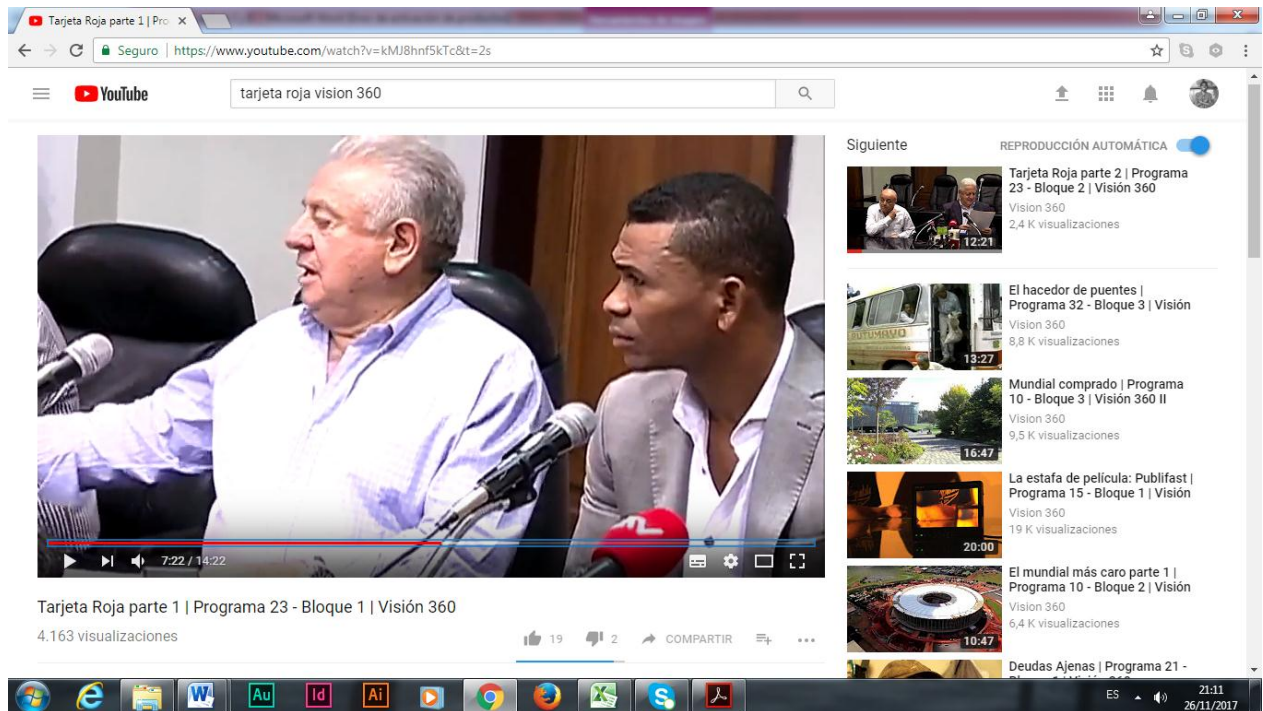 Tarjeta Roja parte 1 | Pro
Seguro | https://www.youtube.com/watch?v=kMJ8hnf5kTc&t=2s
YouTube
tarjeta roja vision 360
Siguiente
REPRODUCCIÓN AUTOMÁTICA
Tarjeta Roja parte 2 | Programa
23 - Bloque 2 | Visión 360
Vision 360
2,4 K visualizaciones
12:21
El hacedor de puentes |
Programa 32 - Bloque 3 | Visión
Vision 360
8,8 K visualizaciones
13:27
Mundial comprado | Programa
10 - Bloque 3 | Visión 360 II
Vision 360
9,5 K visualizaciones
16:47
La estafa de película: Publifast |
Programa 15 - Bloque 1 | Visión
Vision 360
19 K visualizaciones
20:00
El mundial más caro parte 1 |
Programa 10 - Bloque 2 | Visión
Vision 360
6,4 K visualizaciones
10:47
Deudas Ajenas | Programa 21 -
7:22 / 14:22
Tarjeta Roja parte 1 | Programa 23 - Bloque 1 | Visión 360
4.163 visualizaciones
19
2
COMPARTIR
Au
Id
Ai
ES
21:11
26/11/2017